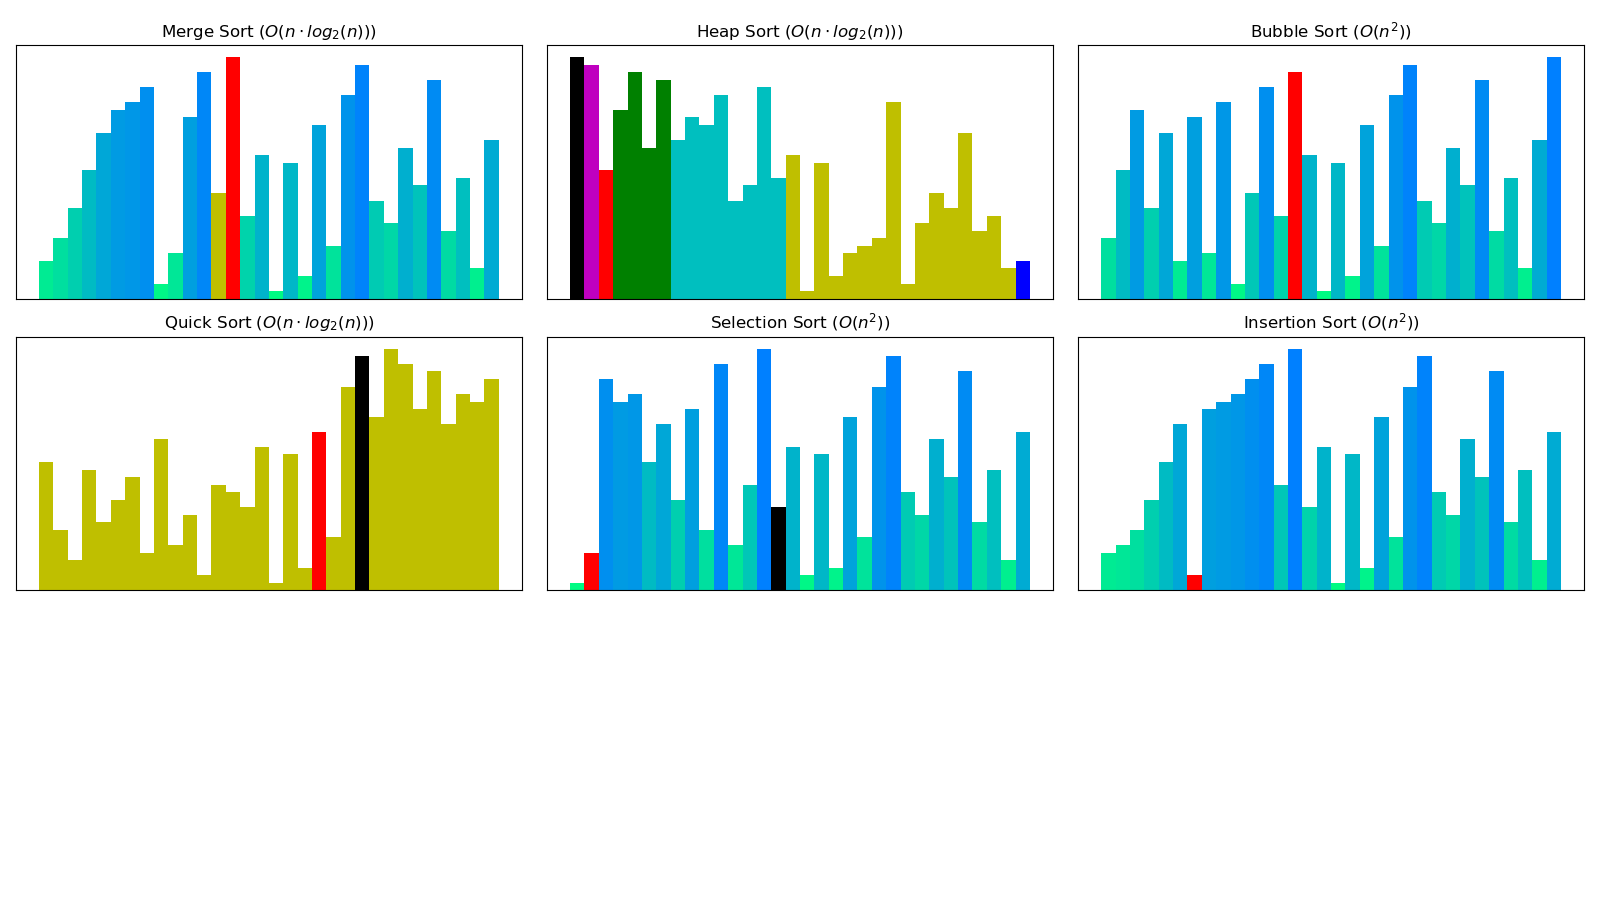 Merge Sort (O(n · log₂(n)))
Heap Sort (O(n · log₂(n)))
Bubble Sort (O(n²))
Quick Sort (O(n · log₂(n)))
Selection Sort (O(n²))
Insertion Sort (O(n²))